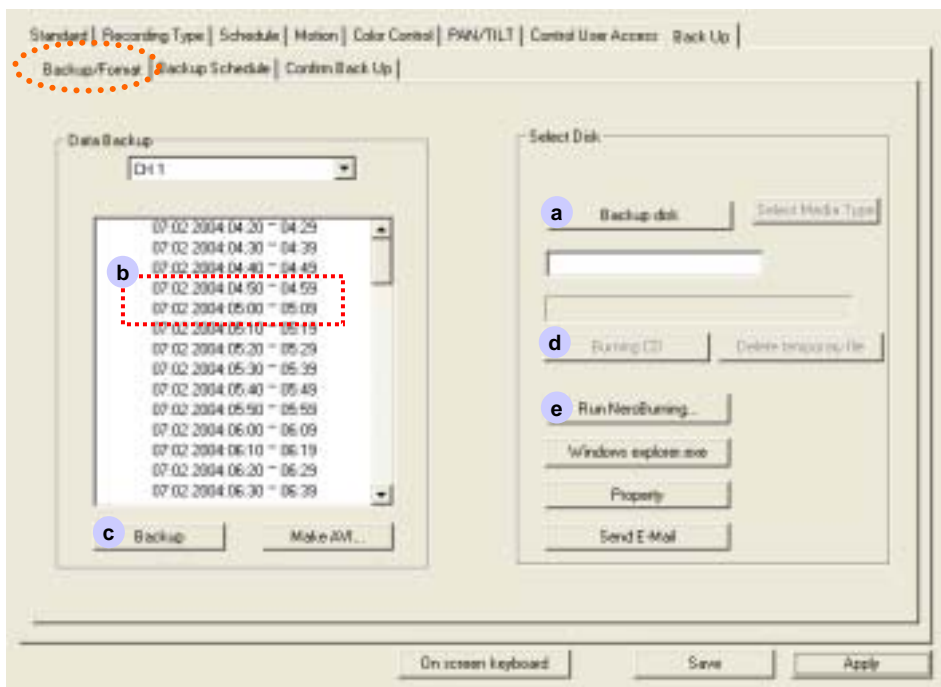 Standard | Recording Type | Schedule | Motion | Color Control | PAN/TILT | Control User Access | Back Up |
Backup/Format | Backup Schedule | Confirm Back Up |
Data Backup
CH 1
07 02 2004 04:20 ~ 04:29
07 02 2004 04:30 ~ 04:39
07 02 2004 04:40 ~ 04:49
b
07 02 2004 04:50 ~ 04:59
07 02 2004 05:00 ~ 05:09
07 02 2004 05:10 ~ 05:19
07 02 2004 05:20 ~ 05:29
07 02 2004 05:30 ~ 05:39
07 02 2004 05:40 ~ 05:49
07 02 2004 05:50 ~ 05:59
07 02 2004 06:00 ~ 06:09
07 02 2004 06:10 ~ 06:19
07 02 2004 06:20 ~ 06:29
07 02 2004 06:30 ~ 06:39
c Backup Make AVI...
Select Disk
a Backup disk Select Media Type
d Burning CD Delete temporary file
e Run NeroBurning...
Windows explorer.exe
Property
Send E-Mail
On screen keyboard Save Apply